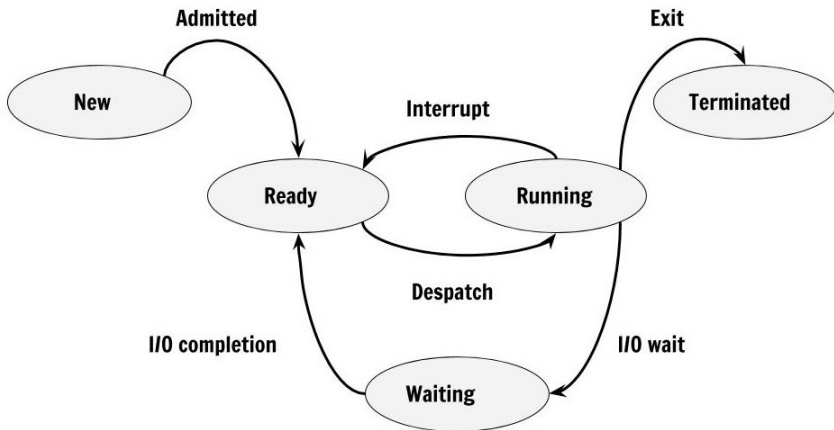 Admitted
Exit
New
Terminated
Interrupt
Ready
Running
Despatch
I/O completion
I/O wait
Waiting